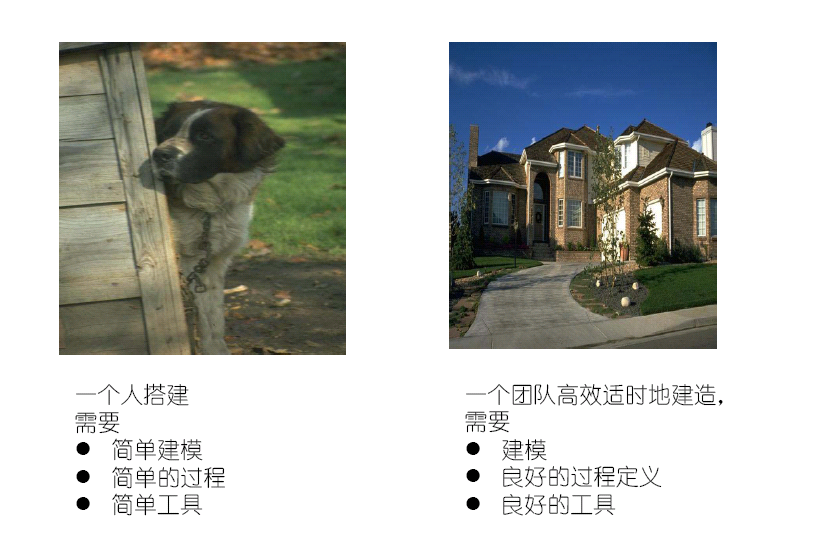 一个人搭建
需要
● 简单建模
● 简单的过程
● 简单工具
一个团队高效适时地建造，
需要
● 建模
● 良好的过程定义
● 良好的工具